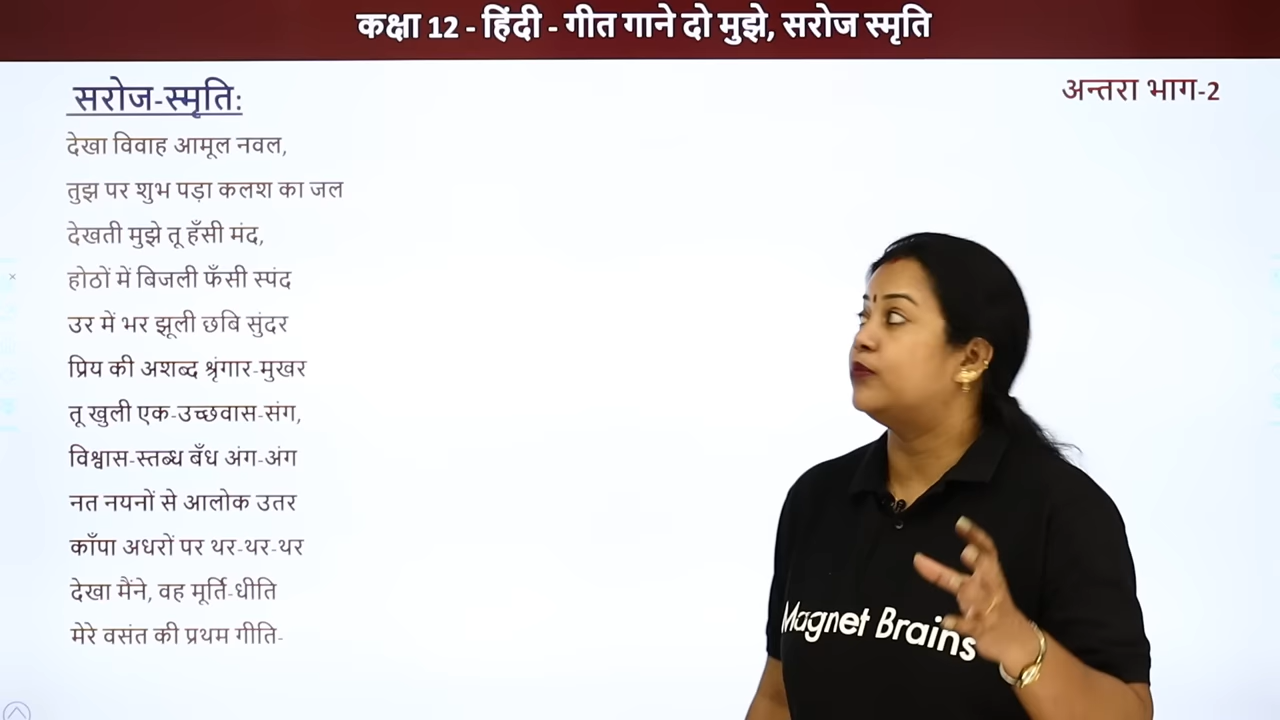 कक्षा 12 - हिंदी - गीत गाने दो मुझे, सरोज स्मृति
सरोज-स्मृति:
अन्तरा भाग-2
देखा विवाह आमूल नवल,
तुझ पर शुभ पड़ा कलश का जल
देखती मुझे तू हँसी मंद,
होठों में बिजली फँसी स्पंद
उर में भर झूली छबि सुंदर
प्रिय की अशब्द श्रृंगार-मुखर
तू खुली एक-उच्छवास-संग,
विश्वास-स्तब्ध बँध अंग-अंग
नत नयनों से आलोक उतर
काँपा अधरों पर थर-थर-थर
देखा मैंने, वह मूर्ति-धीति
मेरे वसंत की प्रथम गीति-
Magnet Brains